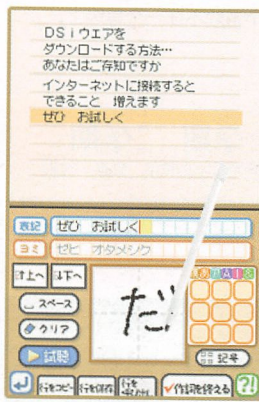 DSiウエアを
ダウンロードする方法…
あなたはご存知ですか
インターネットに接続すると
できること 増えます
ぜひ お試しく
表記 ぜひ お試しく
ヨミ ゼヒ オタメシク
上へ
下へ
だ
スペース
クリア
試聴
記号
行をコピー
行を保存
作詞を終える